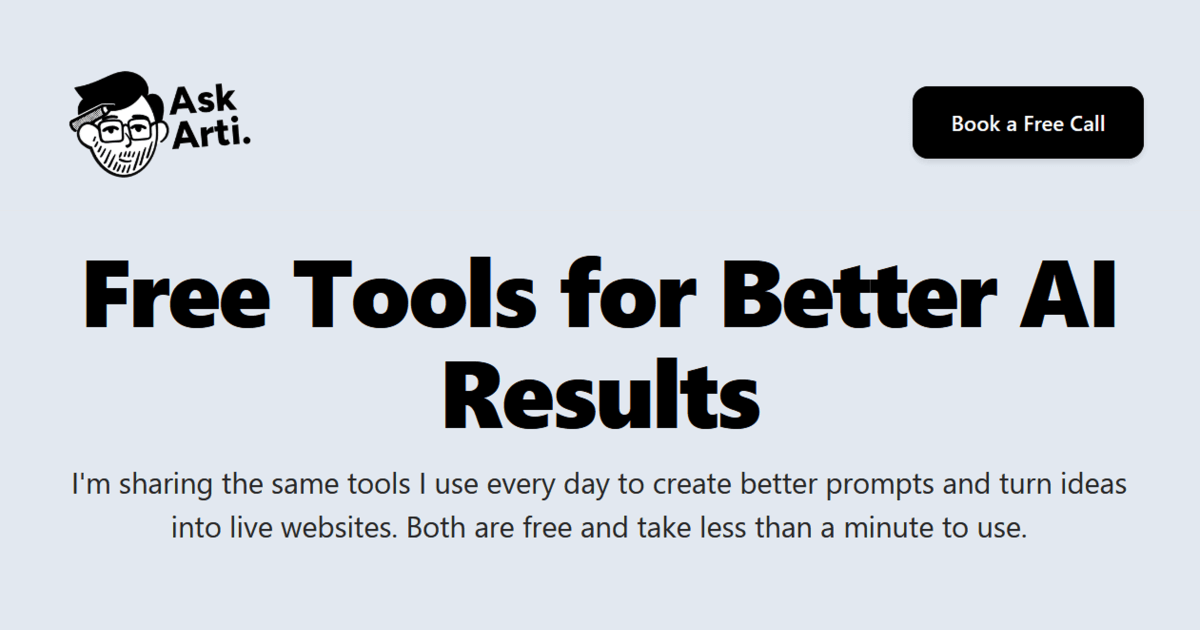 Ask
Arti.
Book a Free Call
Free Tools for Better AI
Results
I'm sharing the same tools I use every day to create better prompts and turn ideas
into live websites. Both are free and take less than a minute to use.